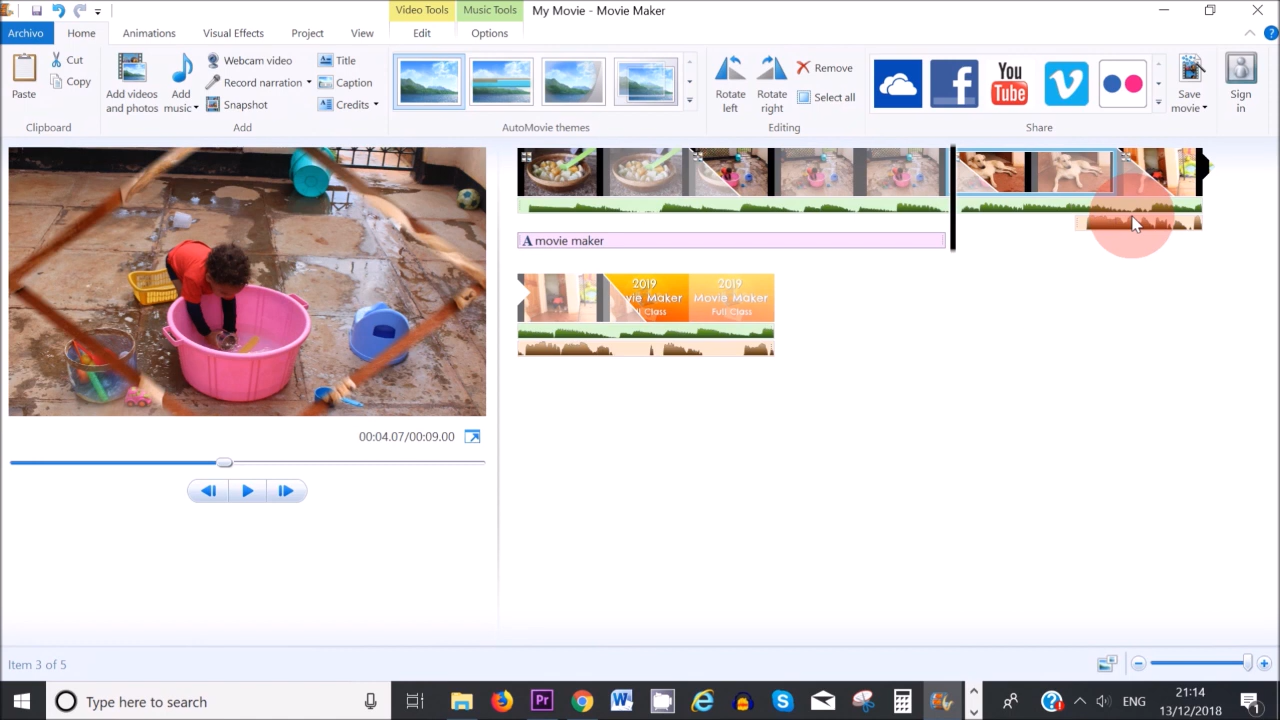 Video Tools
Music Tools
My Movie - Movie Maker
Archivo
Home
Animations
Visual Effects
Project
View
Edit
Options
Paste
Cut
Copy
Clipboard
Add videos
and photos
Add
music
Webcam video
Record narration
Snapshot
Title
Caption
Credits
Add
AutoMovie themes
Rotate
left
Rotate
right
Remove
Select all
Editing
You
Tube
Share
Save
movie
Sign
in
A movie maker
2019
vie Maker
ll Class
2019
Movie Maker
Full Class
00:04.07/00:09.00
Item 3 of 5
Type here to search
ENG
21:14
13/12/2018
1